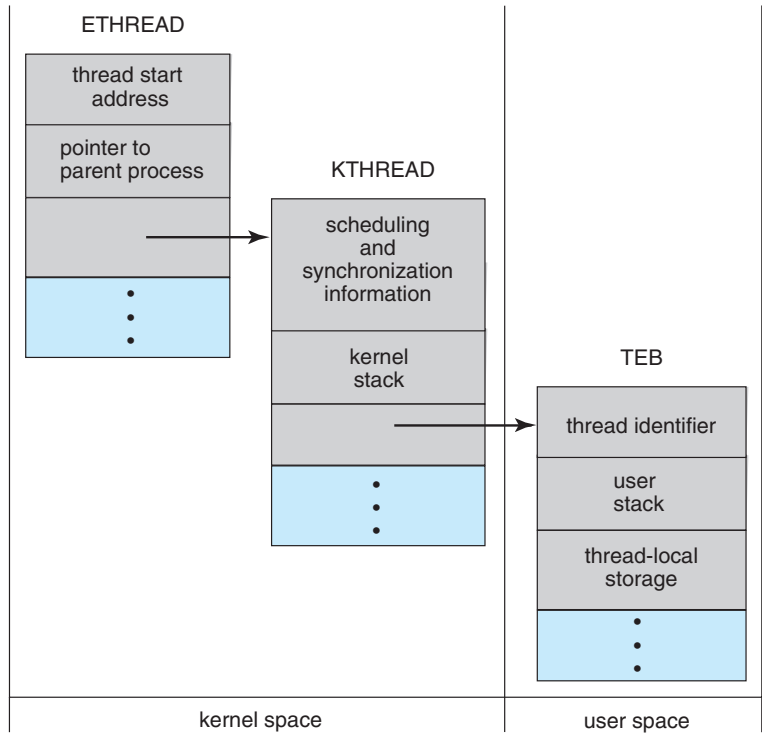 ETHREAD
thread start
address
pointer to
parent process
KTHREAD
scheduling
and
synchronization
information
kernel
stack
TEB
thread identifier
user
stack
thread-local
storage
kernel space
user space